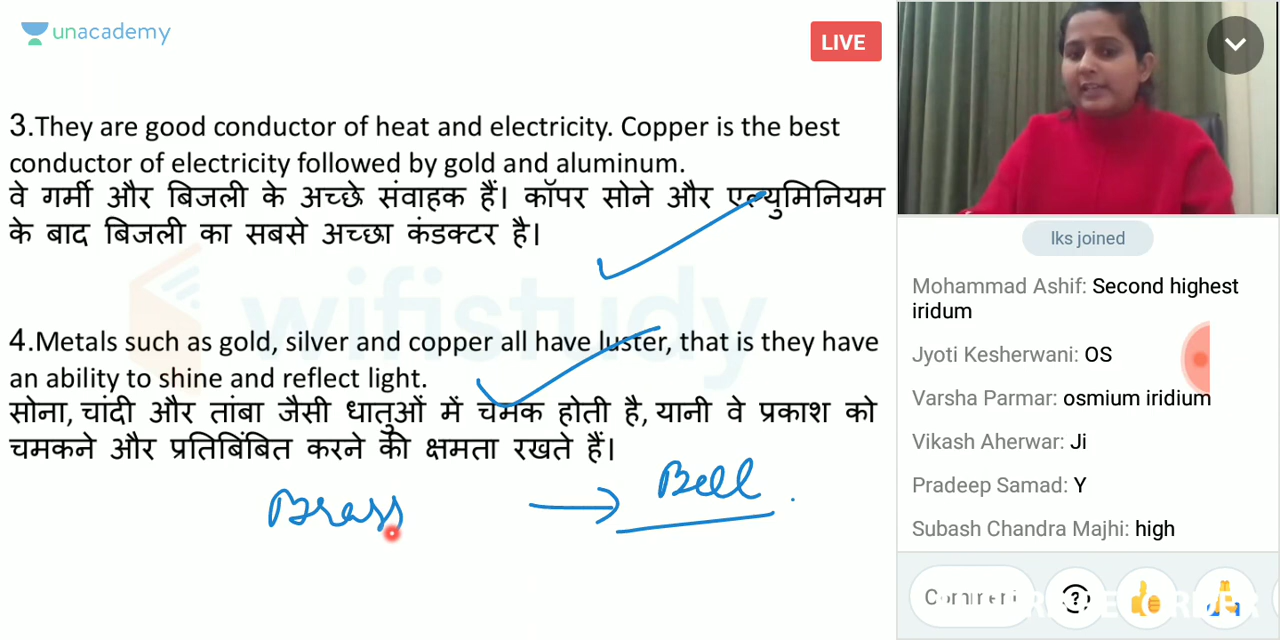 unacademy
LIVE
3.They are good conductor of heat and electricity. Copper is the best
conductor of electricity followed by gold and aluminum.
वे गर्मी और बिजली के अच्छे संवाहक हैं। कॉपर सोने और एल्युमिनियम
के बाद बिजली का सबसे अच्छा कंडक्टर है।
wifistudy
4.Metals such as gold, silver and copper all have luster, that is they have
an ability to shine and reflect light.
सोना, चांदी और तांबा जैसी धातुओं में चमक होती है, यानी वे प्रकाश को
चमकने और प्रतिबिंबित करने की क्षमता रखते हैं।
Brass → Bell
Iks joined
Mohammad Ashif: Second highest
iridum
Jyoti Kesherwani: OS
Varsha Parmar: osmium iridium
Vikash Aherwar: Ji
Pradeep Samad: Y
Subash Chandra Majhi: high